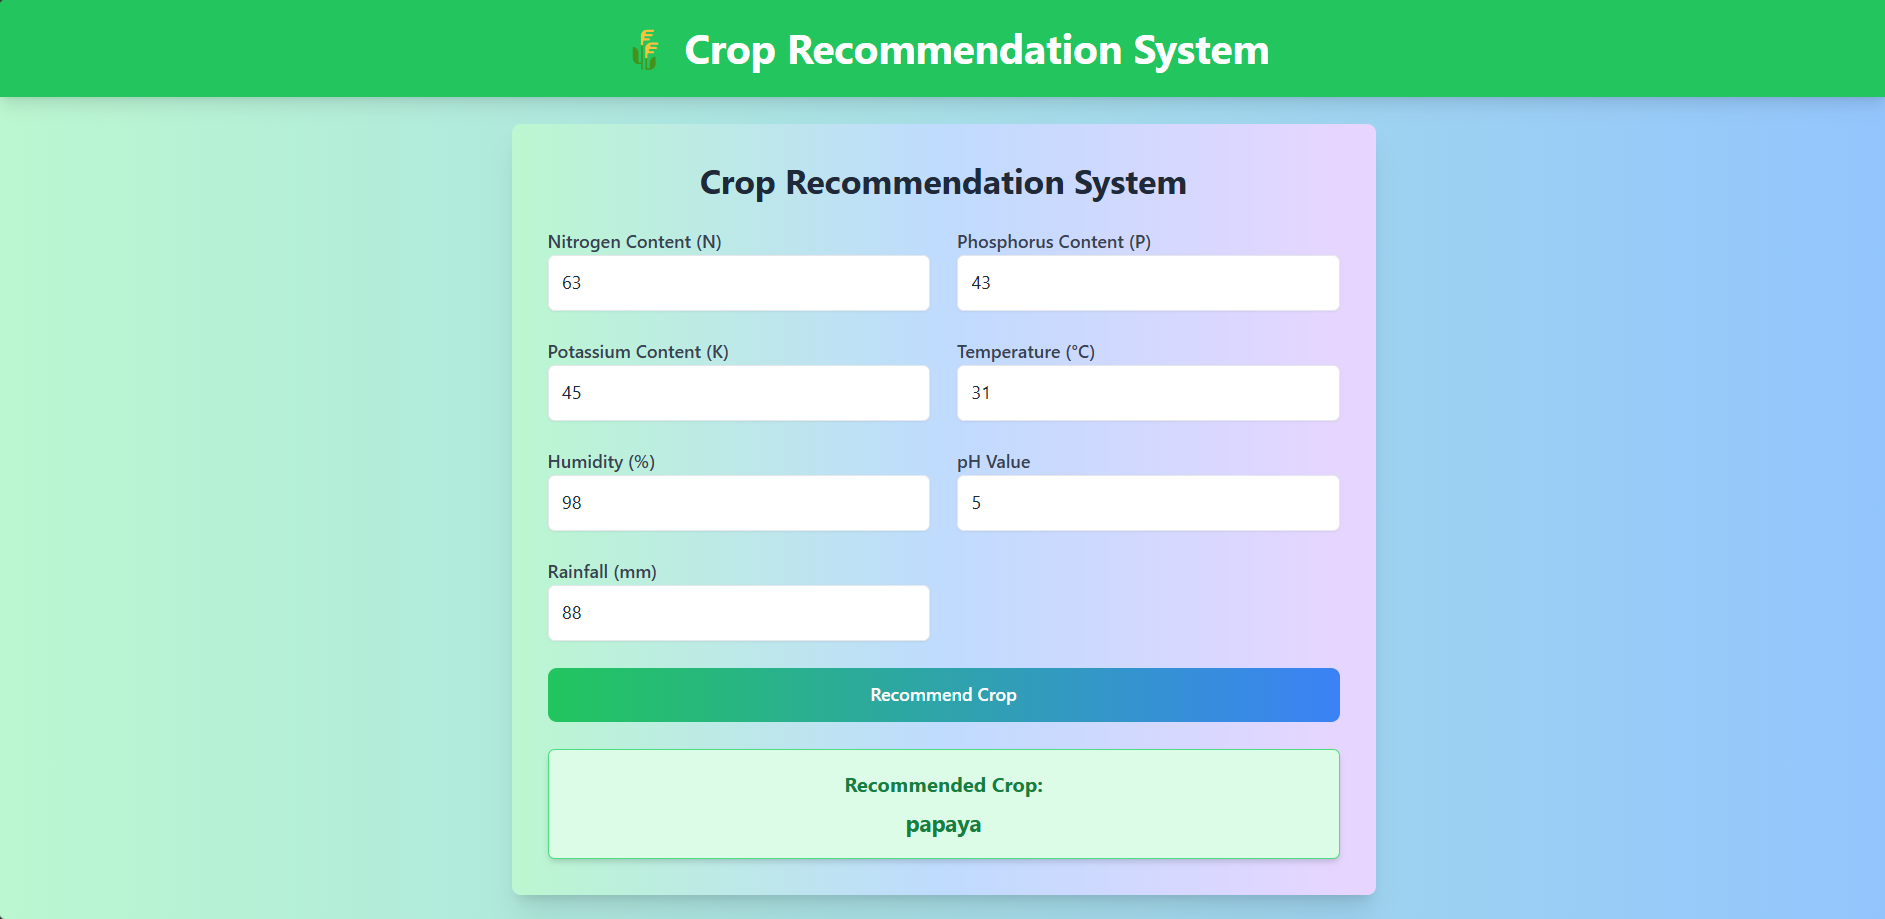 Crop Recommendation System
Crop Recommendation System
Nitrogen Content (N)
63
Phosphorus Content (P)
43
Potassium Content (K)
45
Temperature (°C)
31
Humidity (%)
98
pH Value
5
Rainfall (mm)
88
Recommend Crop
Recommended Crop:
papaya